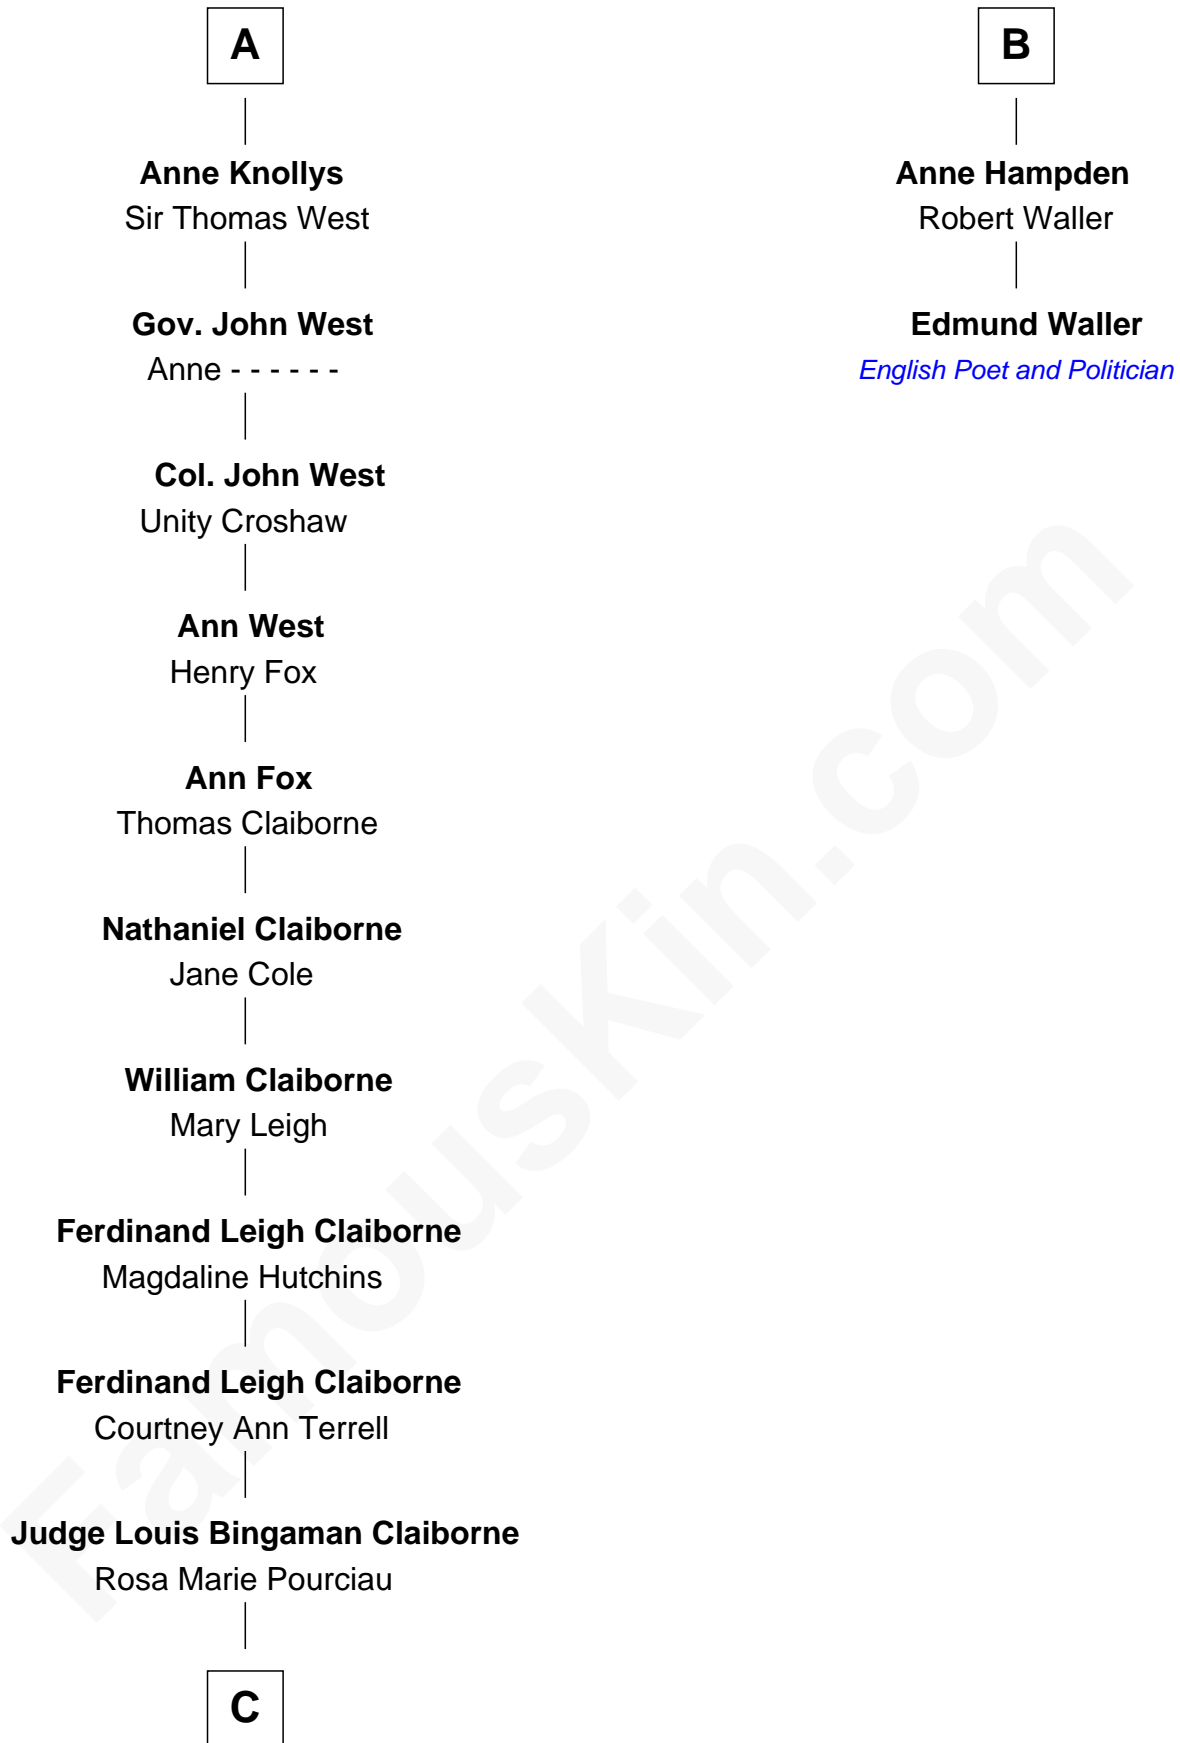 A
Anne Knollys
Sir Thomas West
Gov. John West
Anne - - - - - -
Col. John West
Unity Croshaw
Ann West
Henry Fox
Ann Fox
Thomas Claiborne
Nathaniel Claiborne
Jane Cole
William Claiborne
Mary Leigh
Ferdinand Leigh Claiborne
Magdaline Hutchins
Ferdinand Leigh Claiborne
Courtney Ann Terrell
Judge Louis Bingaman Claiborne
Rosa Marie Pourciau
C
B
Anne Hampden
Robert Waller
Edmund Waller
English Poet and Politician
FamousKin.com